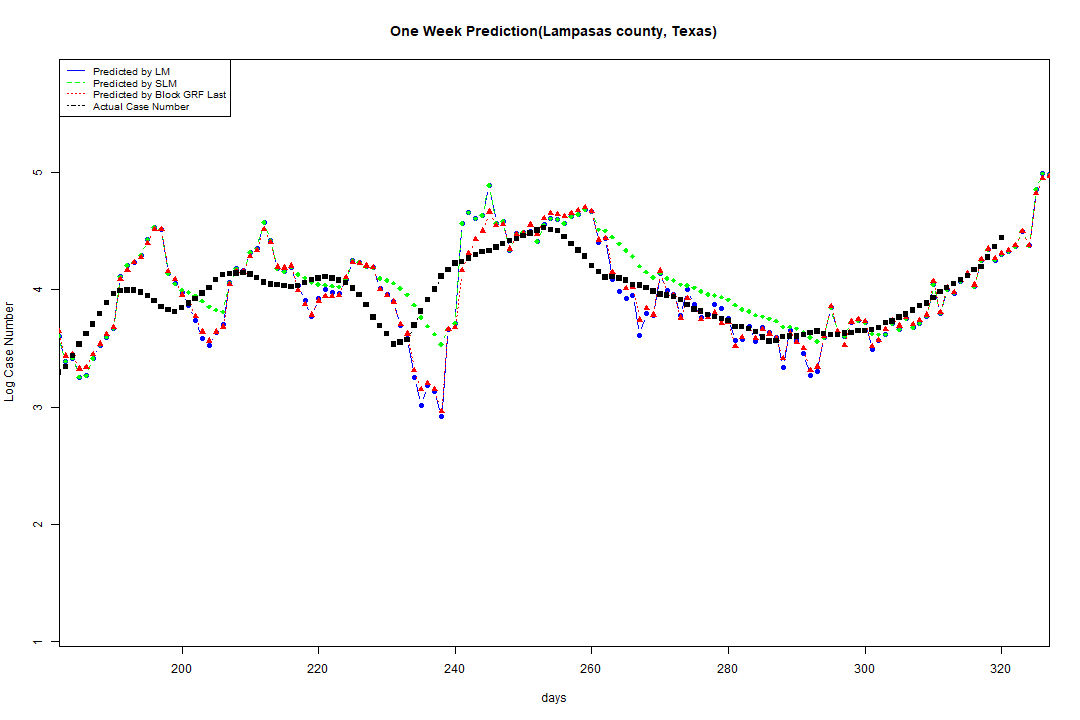 One Week Prediction(Lampasas county, Texas)
Predicted by LM
Predicted by SLM
Predicted by Block GRF Last
Actual Case Number
5
4
3
2
1
Log Case Number
200 220 240 260 280 300 320
days